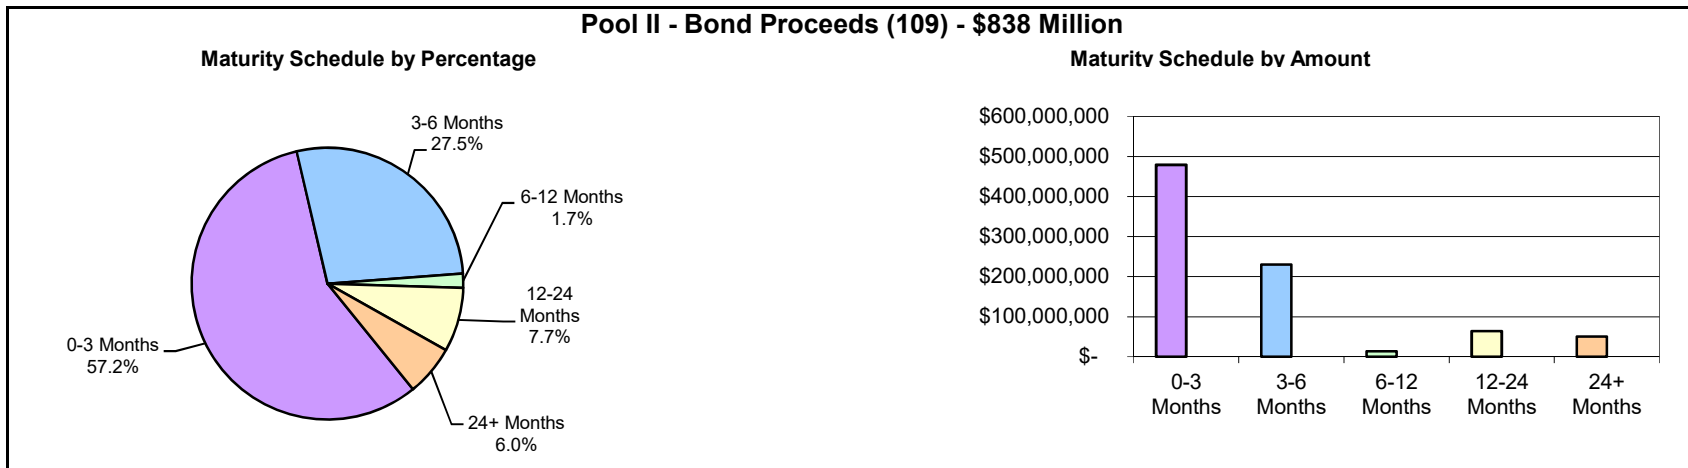 Pool II - Bond Proceeds (109) - $838 Million
Maturity Schedule by Percentage
3-6 Months
27.5%
6-12 Months
1.7%
12-24
Months
7.7%
0-3 Months
57.2%
24+ Months
6.0%
Maturity Schedule by Amount
$600,000,000
$500,000,000
$400,000,000
$300,000,000
$200,000,000
$100,000,000
$-
0-3 3-6 6-12 12-24 24+
Months Months Months Months Months